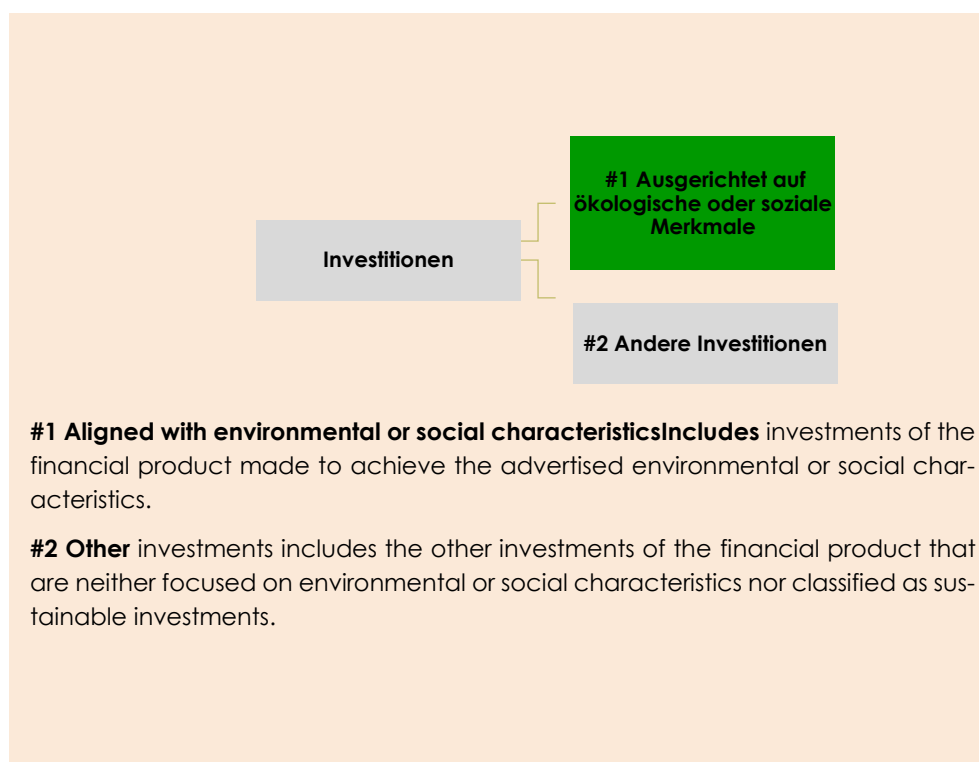 #1 Ausgerichtet auf
ökologische oder soziale
Merkmale
Investitionen
#2 Andere Investitionen
#1 Aligned with environmental or social characteristicsIncludes investments of the
financial product made to achieve the advertised environmental or social char-
acteristics.
#2 Other investments includes the other investments of the financial product that
are neither focused on environmental or social characteristics nor classified as sus-
tainable investments.